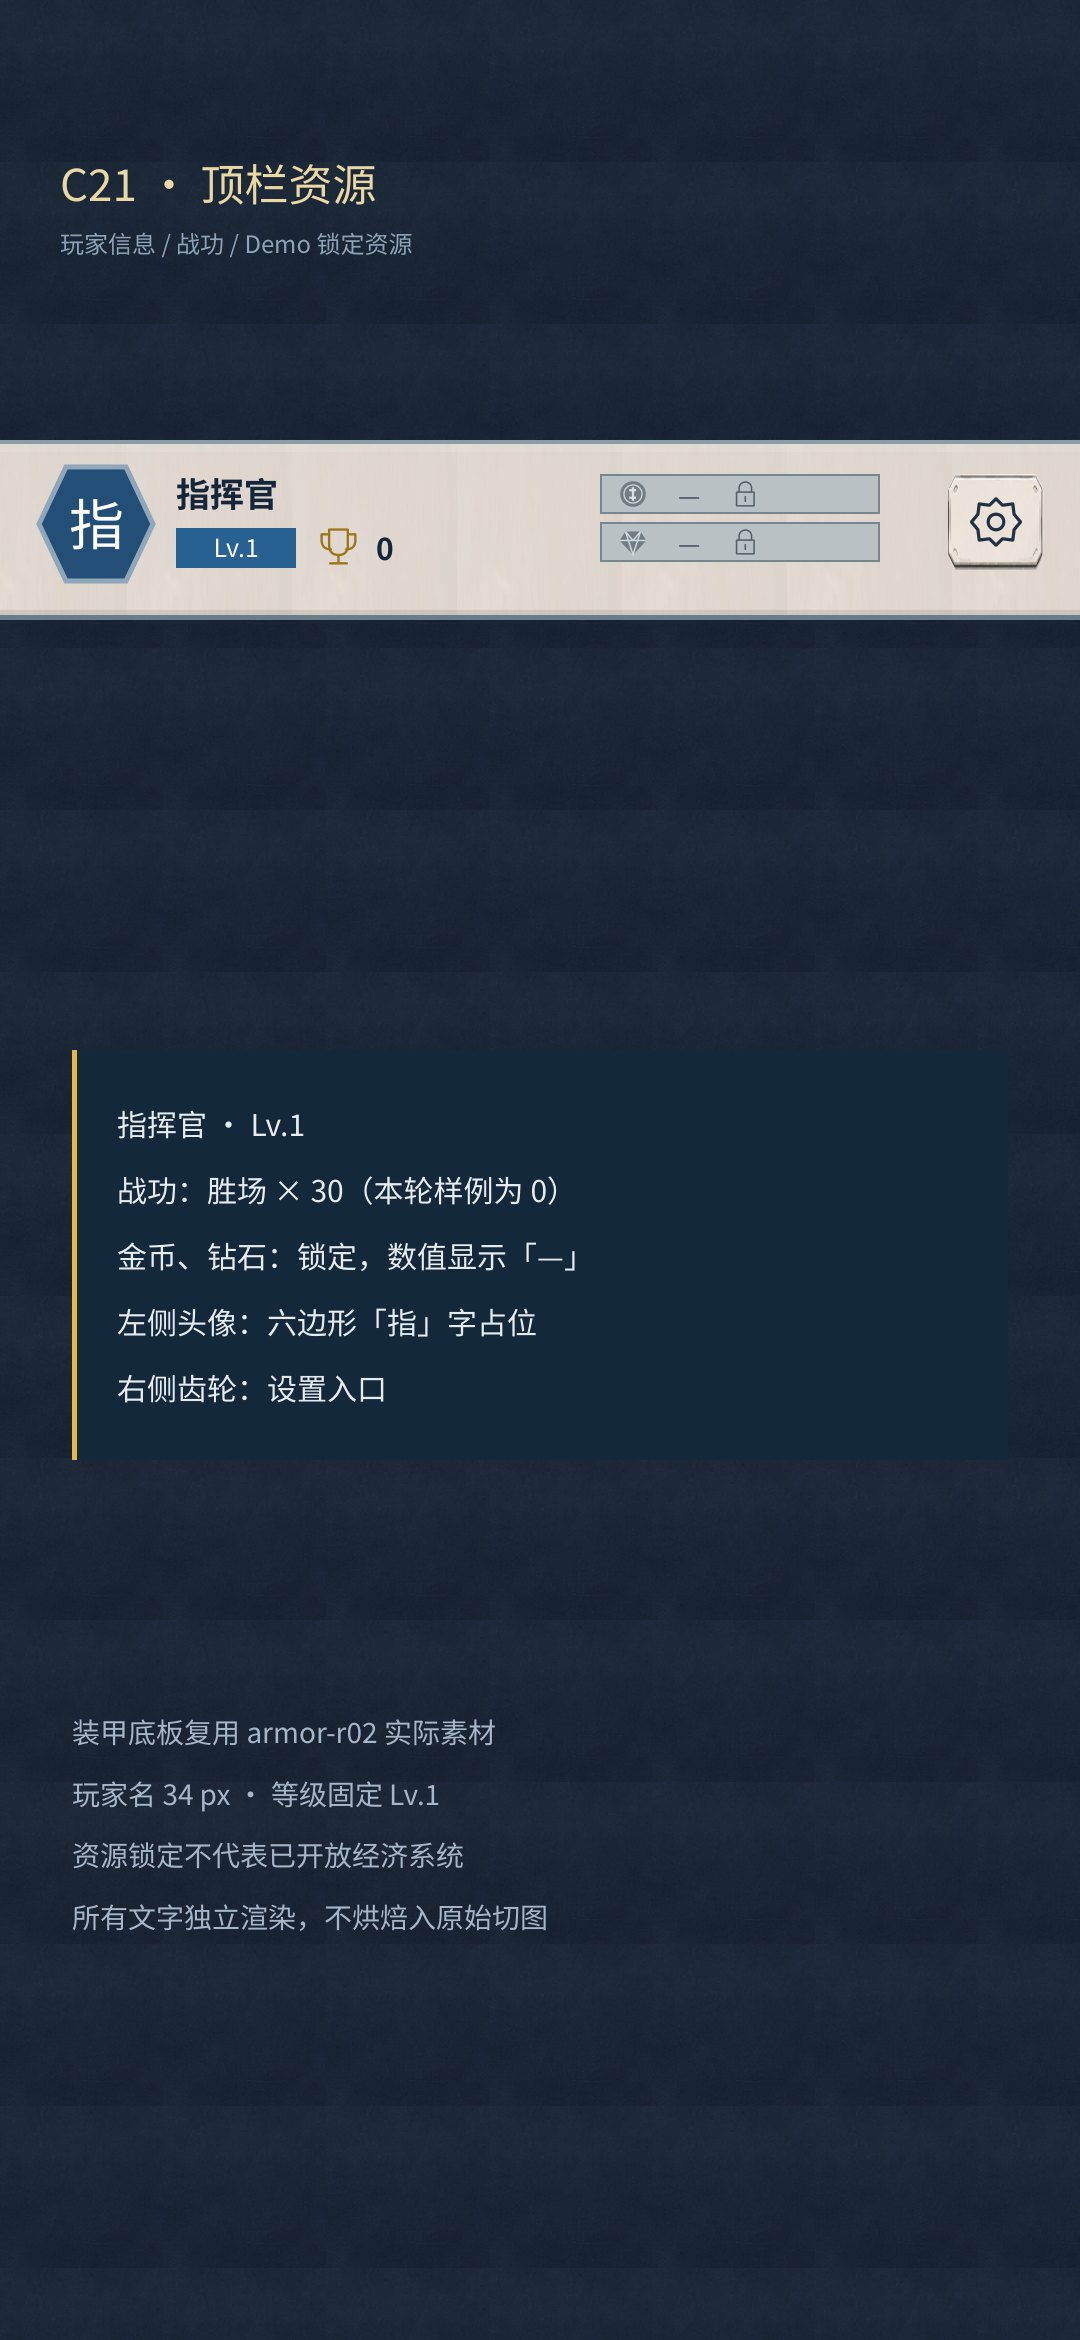 C21 · 顶栏资源
玩家信息 / 战功 / Demo 锁定资源
指
指挥官
Lv.1
0
—
—
指挥官 · Lv.1
战功：胜场 × 30（本轮样例为 0）
金币、钻石：锁定，数值显示「—」
左侧头像：六边形「指」字占位
右侧齿轮：设置入口
装甲底板复用 armor-r02 实际素材
玩家名 34 px · 等级固定 Lv.1
资源锁定不代表已开放经济系统
所有文字独立渲染，不烘焙入原始切图